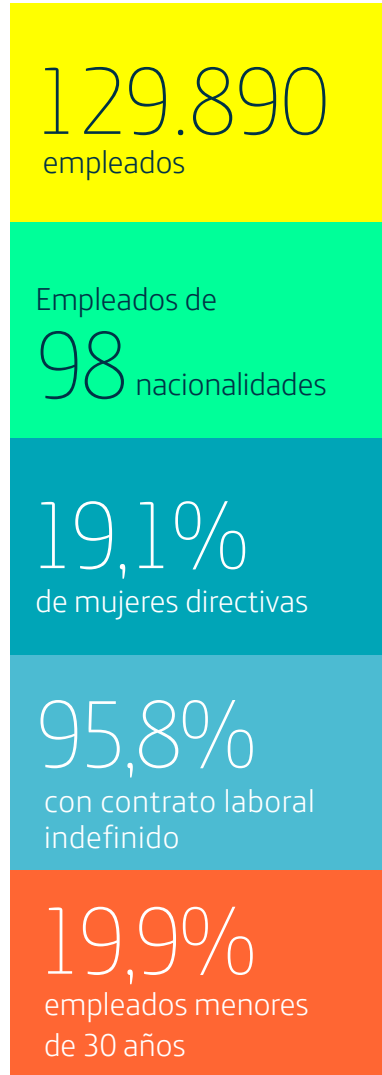 129.890
empleados
Empleados de
98 nacionalidades
19,1%
de mujeres directivas
95,8%
con contrato laboral
indefinido
19,9%
empleados menores
de 30 años